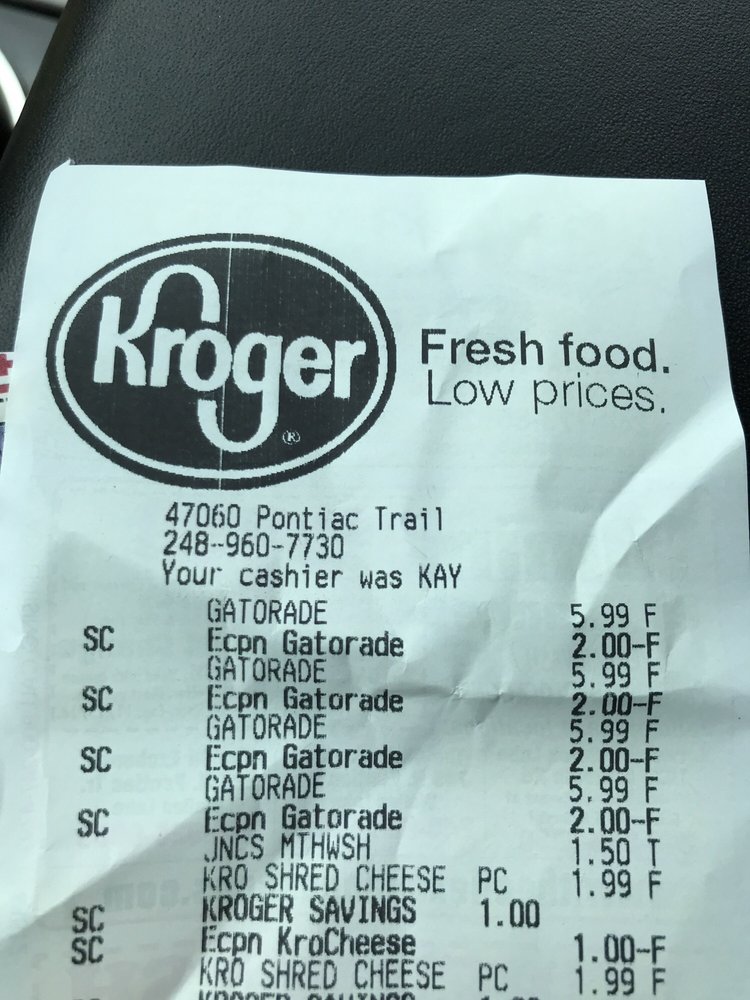 Kroger
®
Fresh food.
Low prices.
47060 Pontiac Trail
248-960-7730
Your cashier was KAY
GATORADE 5.99 F
SC Ecpn Gatorade 2.00-F
GATORADE 5.99 F
SC Ecpn Gatorade 2.00-F
GATORADE 5.99 F
SC Ecpn Gatorade 2.00-F
GATORADE 5.99 F
SC Ecpn Gatorade 2.00-F
JNCS MTHWSH 1.50 T
KRO SHRED CHEESE PC 1.99 F
SC KROGER SAVINGS 1.00
SC Ecpn KroCheese 1.00-F
KRO SHRED CHEESE PC 1.99 F
KROGER SAVINGS